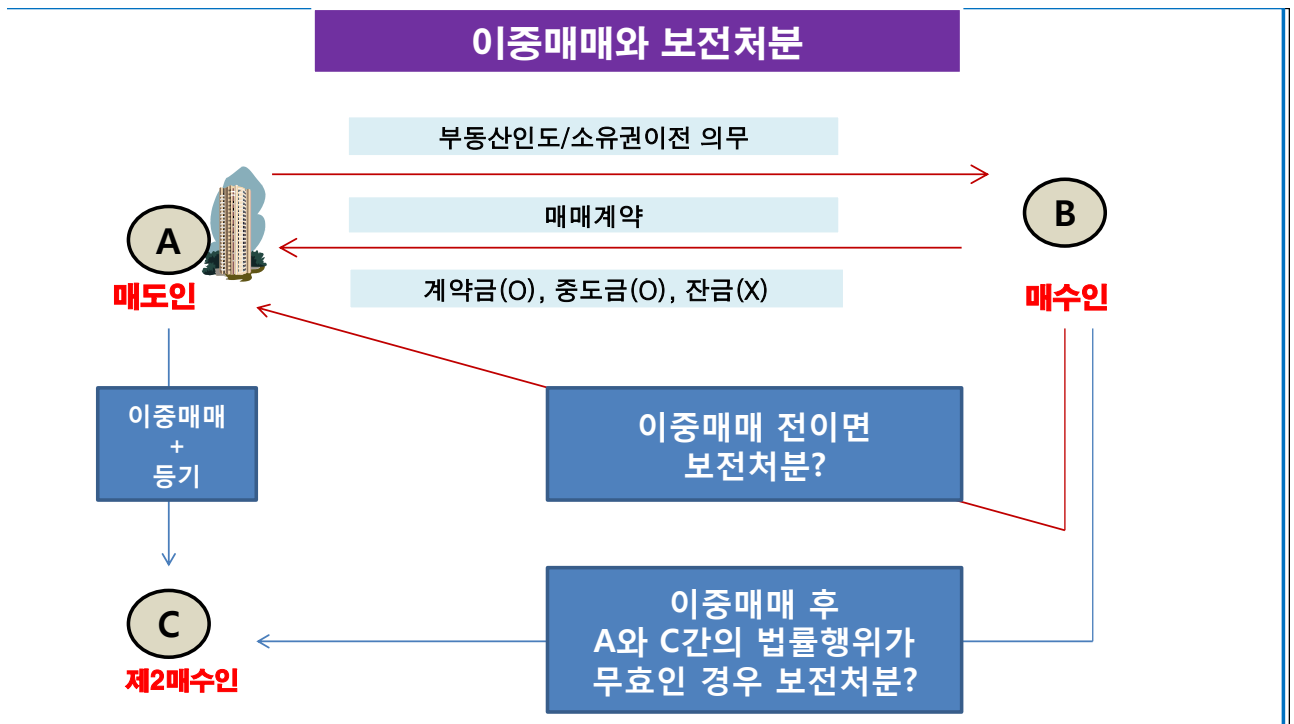 이중매매와 보전처분
부동산인도/소유권이전 의무
A
매매계약
B
계약금(O), 중도금(O), 잔금(X)
매도인
매수인
이중매매
+
등기
이중매매 전이면
보전처분?
C
제2매수인
이중매매 후
A와 C간의 법률행위가
무효인 경우 보전처분?